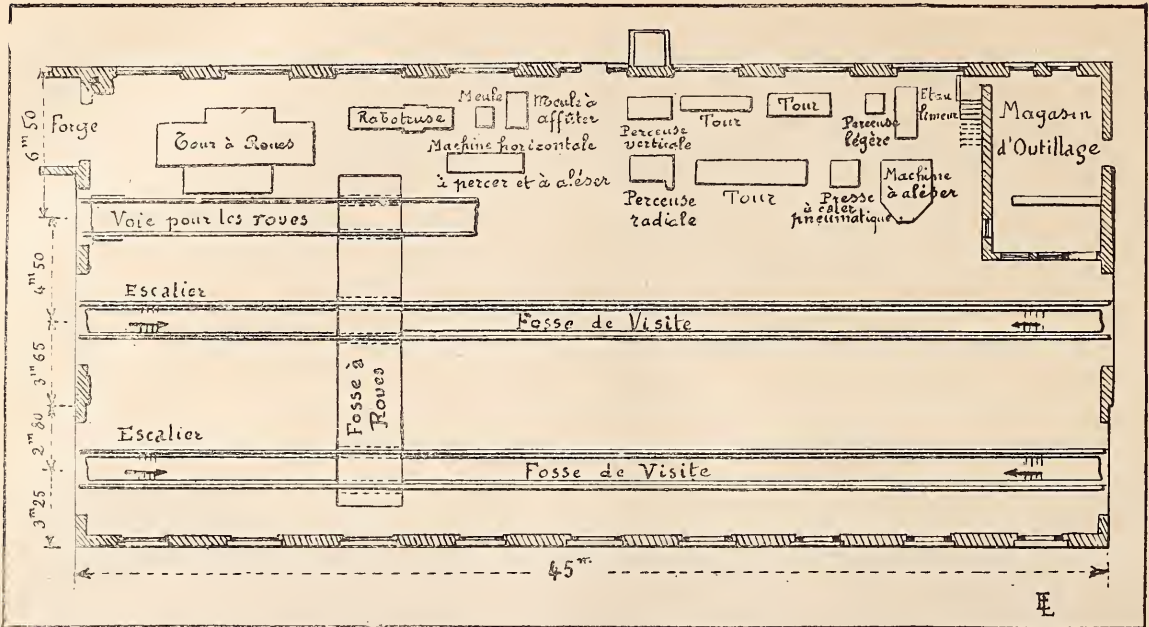 Forge
6ᵐ50
Tour à Roues
Raboteuse
Meule
Meule à
affûter
Machine horizontale
à percer et à aléser
Perceuse
verticale
Tour
Tour
Perceuse
légère
Etau
limeur
Magasin
d'Outillage
Perceuse
radiale
Tour
Presse
à caler
pneumatique
Machine
à aléser
Voie pour les roues
4ᵐ50
Escalier
Fosse de Visite
3ᵐ65
Fosse à
Roues
2ᵐ80
Escalier
Fosse de Visite
3ᵐ25
45ᵐ·